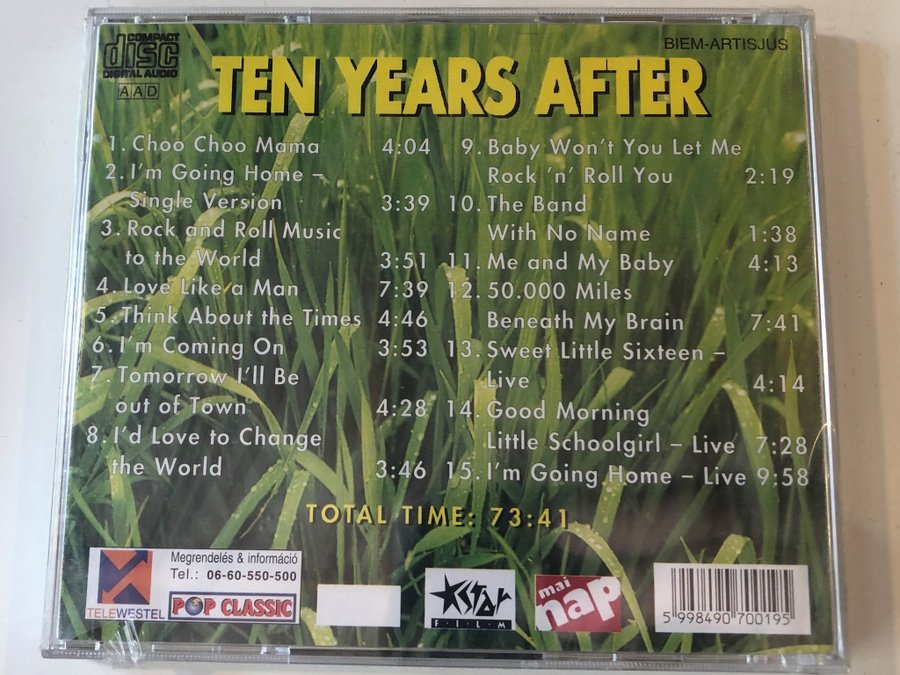 COMPACT
disc
DIGITAL AUDIO
AAD
BIEM-ARTISJUS
TEN YEARS AFTER
1. Choo Choo Mama 4:04
2. I'm Going Home –
Single Version 3:39
3. Rock and Roll Music
to the World 3:51
4. Love Like a Man 7:39
5. Think About the Times 4:46
6. I'm Coming On 3:53
7. Tomorrow I'll Be
out of Town 4:28
8. I'd Love to Change
the World 3:46
9. Baby Won't You Let Me
Rock 'n' Roll You 2:19
10. The Band
With No Name 1:38
11. Me and My Baby 4:13
12. 50.000 Miles
Beneath My Brain 7:41
13. Sweet Little Sixteen –
Live 4:14
14. Good Morning
Little Schoolgirl – Live 7:28
15. I'm Going Home – Live 9:58
TOTAL TIME: 73:41
TELEWESTEL
Megrendelés & információ
Tel.: 06-60-550-500
POP CLASSIC
Star
F·I·L·M
mai
nap
5 998490 700195